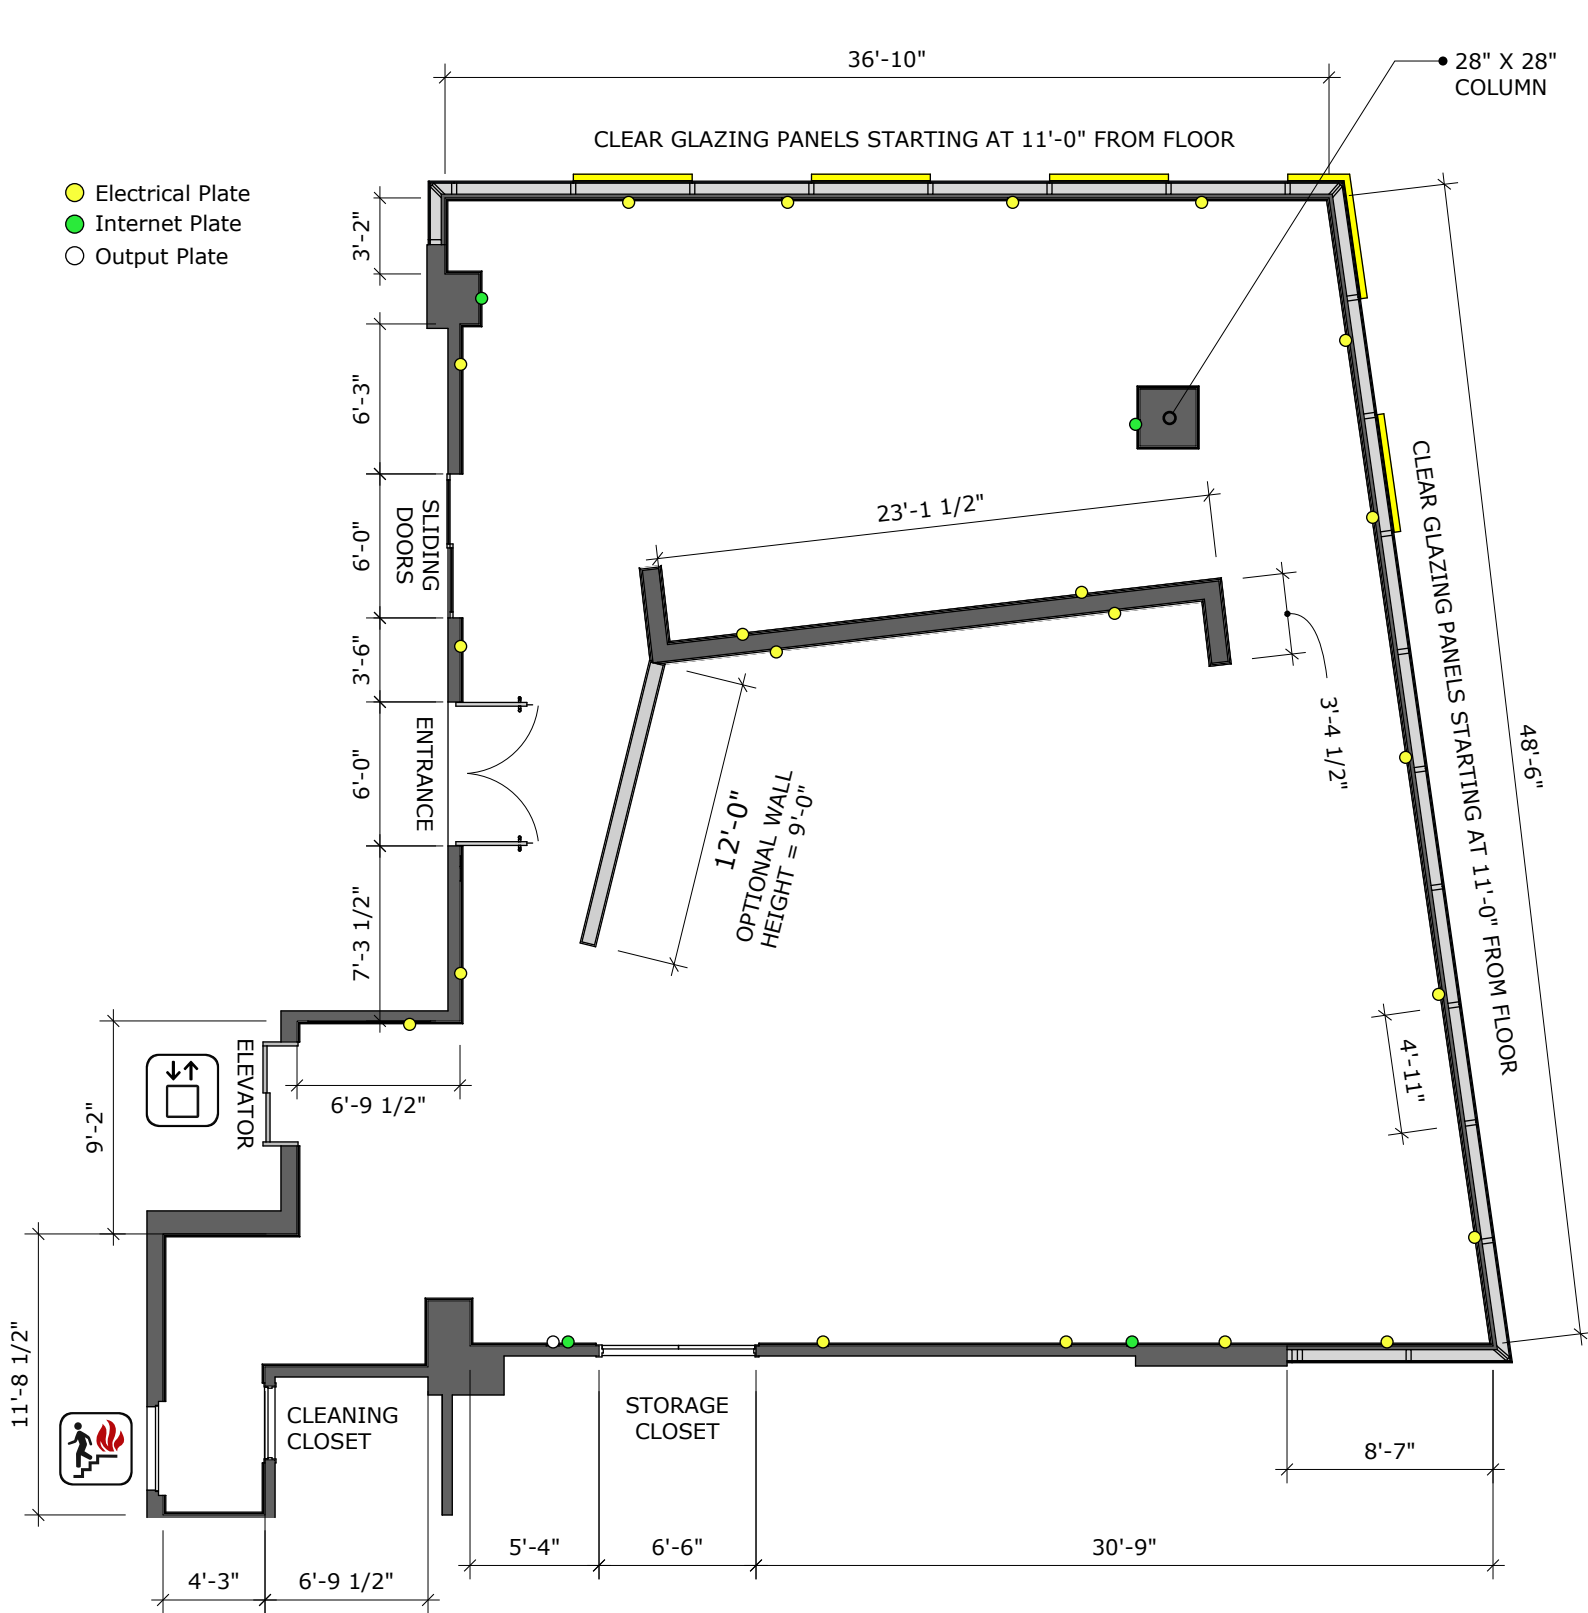 36'-10"
28" X 28"
COLUMN
CLEAR GLAZING PANELS STARTING AT 11'-0" FROM FLOOR
Electrical Plate
Internet Plate
Output Plate
3'-2"
6'-3"
SLIDING
DOORS
6'-0"
23'-1 1/2"
CLEAR GLAZING PANELS STARTING AT 11'-0" FROM FLOOR
48'-6"
3'-6"
3'-4 1/2"
ENTRANCE
6'-0"
12'-0"
OPTIONAL WALL
HEIGHT = 9'-0"
7'-3 1/2"
4'-11"
ELEVATOR
6'-9 1/2"
9'-2"
11'-8 1/2"
CLEANING
CLOSET
STORAGE
CLOSET
8'-7"
5'-4"
6'-6"
30'-9"
4'-3"
6'-9 1/2"